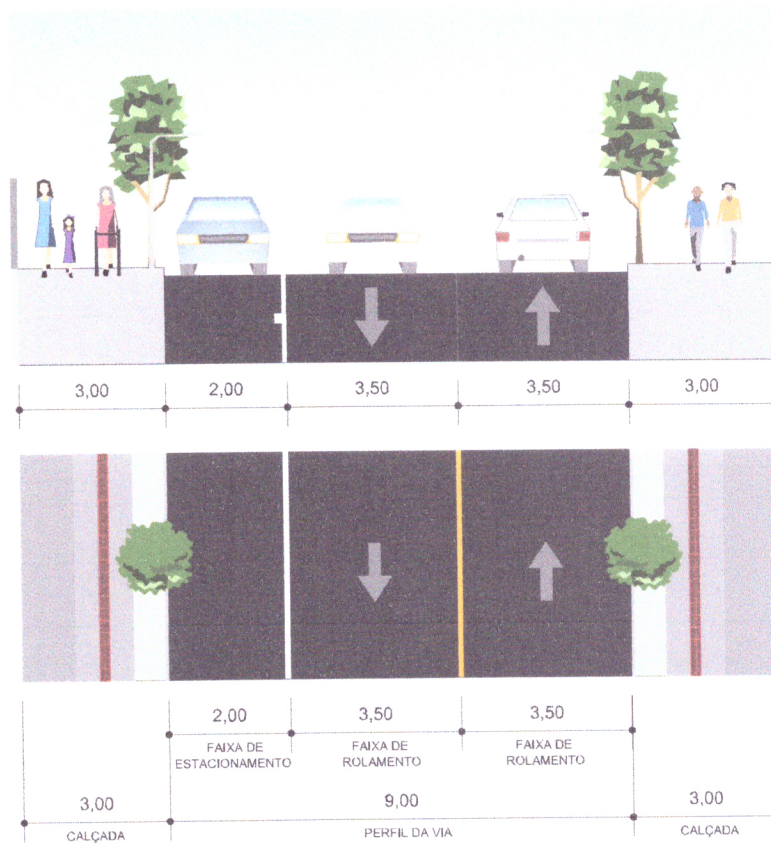 3,00 2,00 3,50 3,50 3,00
2,00 3,50 3,50
FAIXA DE ESTACIONAMENTO
FAIXA DE ROLAMENTO
FAIXA DE ROLAMENTO
3,00 9,00 3,00
CALÇADA PERFIL DA VIA CALÇADA